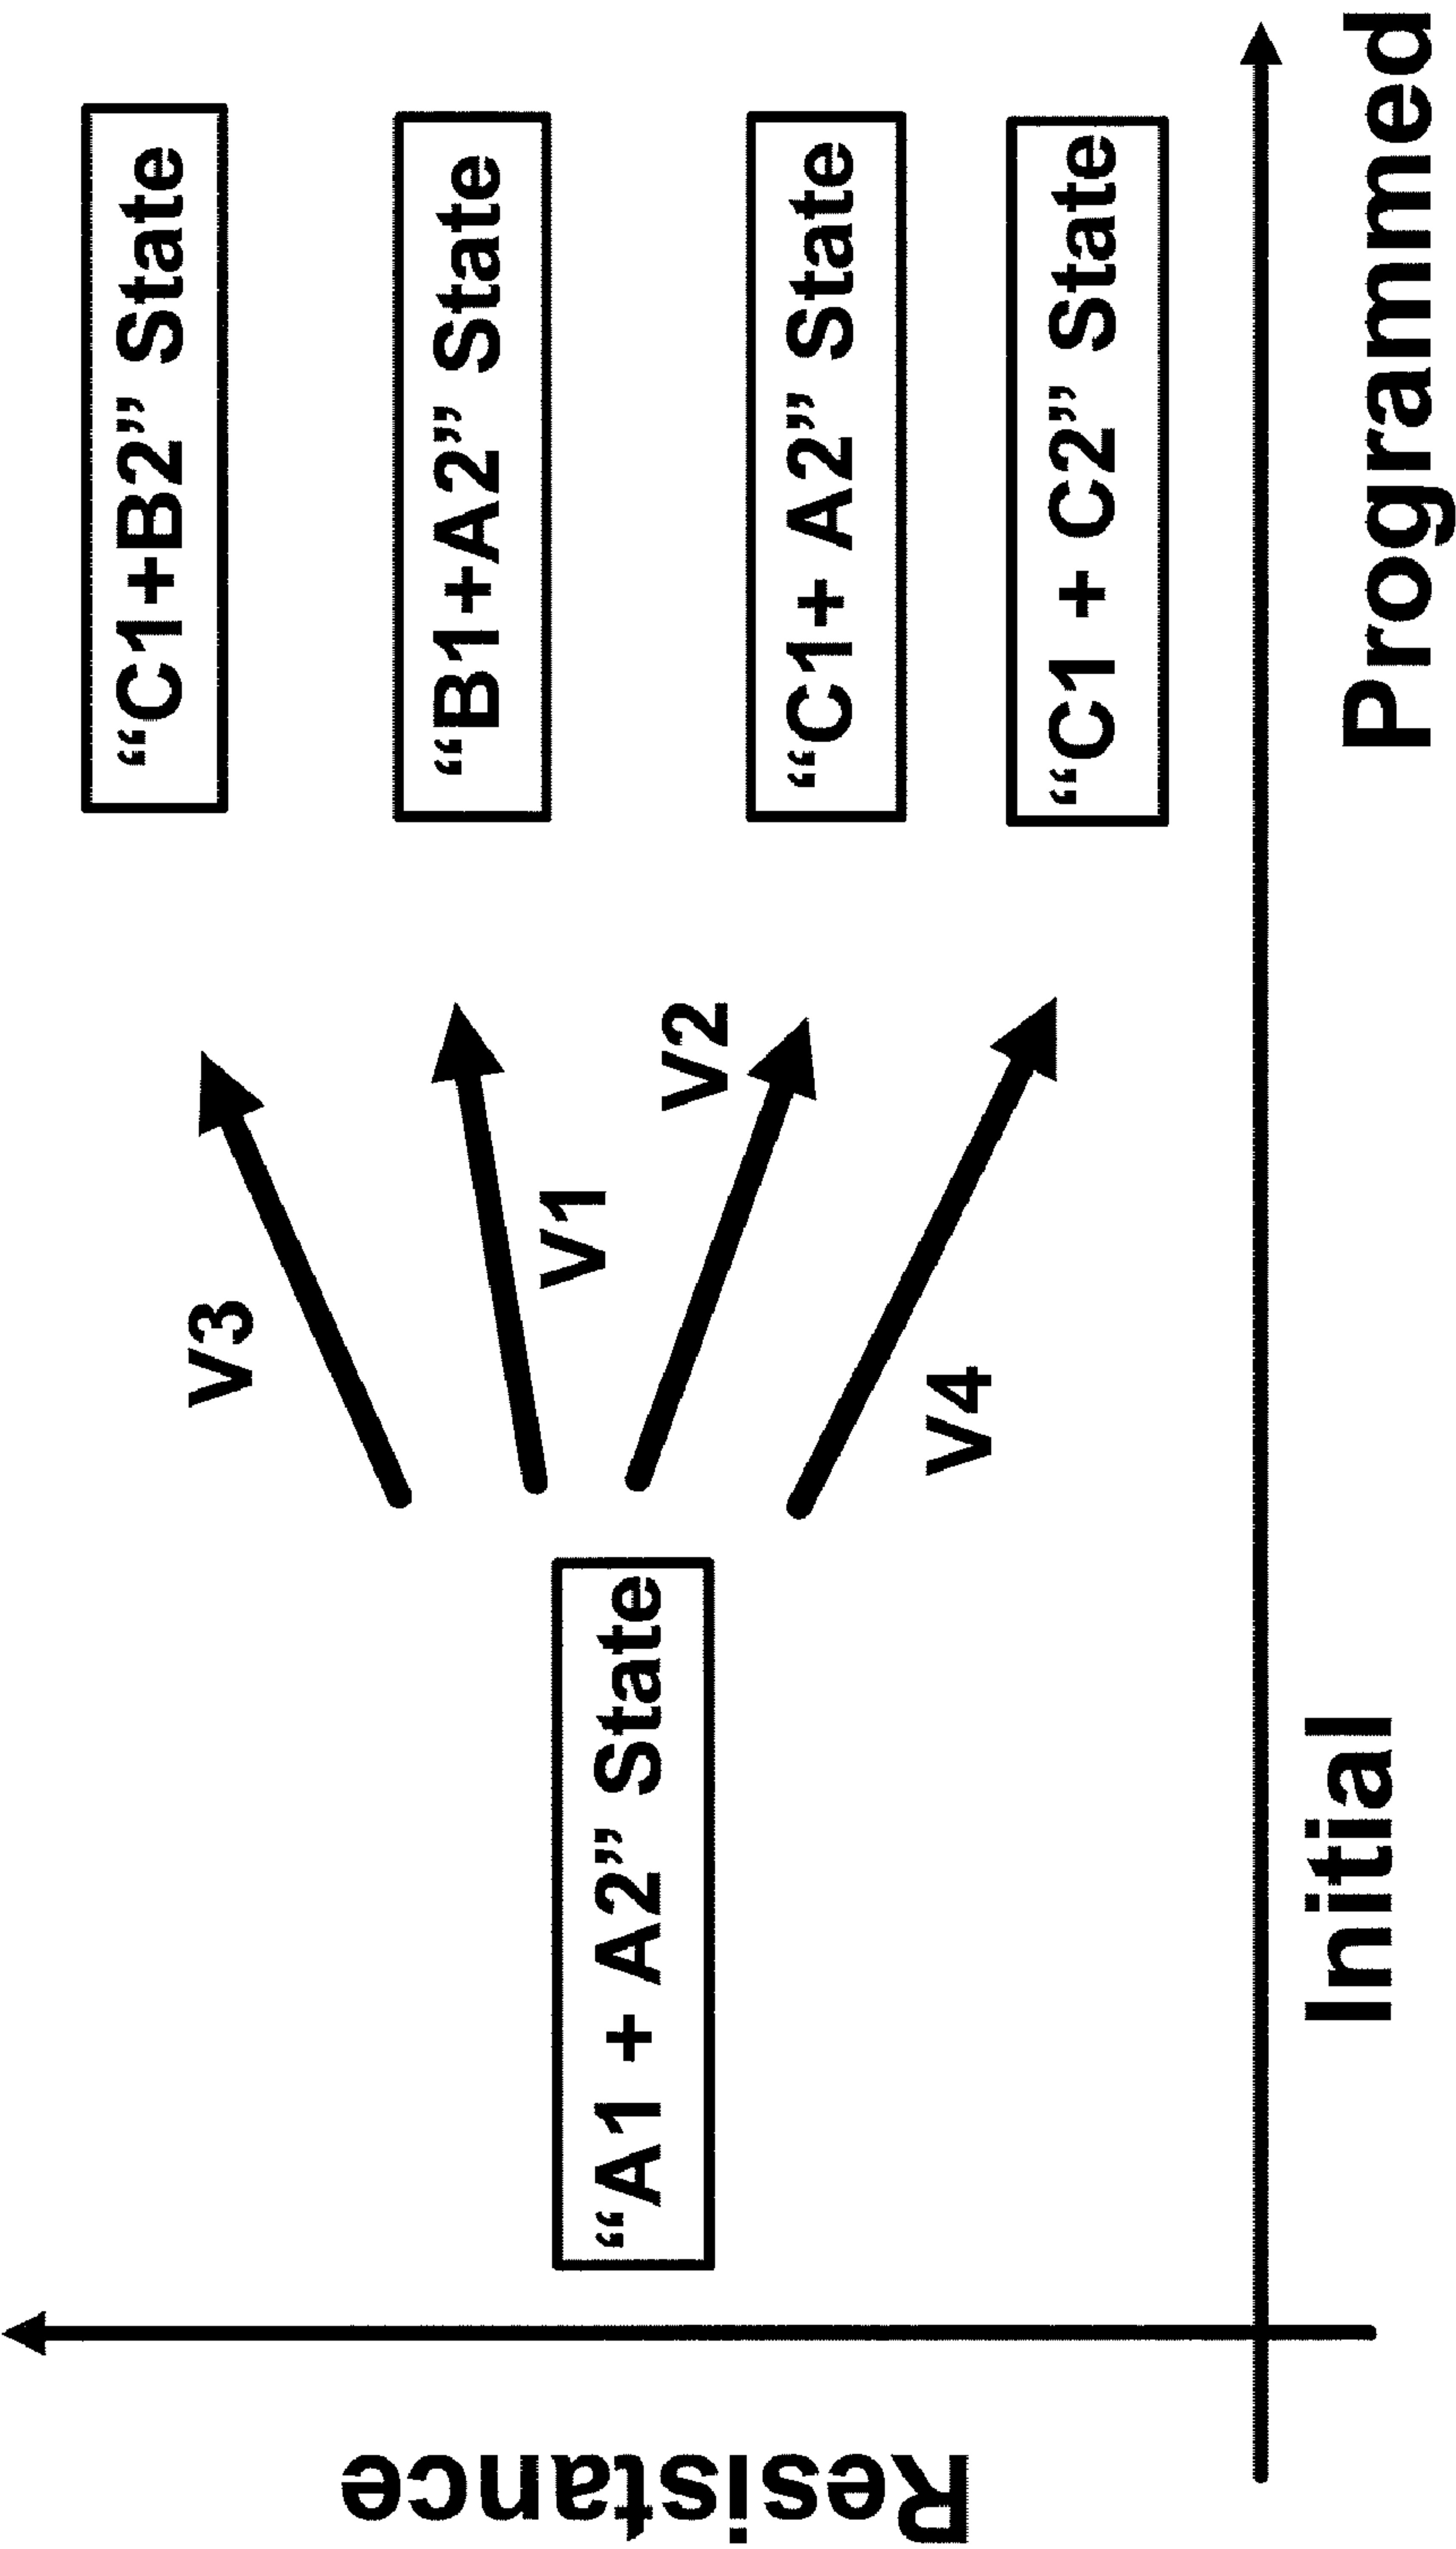 Resistance
“C1+B2” State
V3
“B1+A2” State
V1
“A1 + A2” State
V2
“C1+ A2” State
V4
“C1 + C2” State
Initial
Programmed